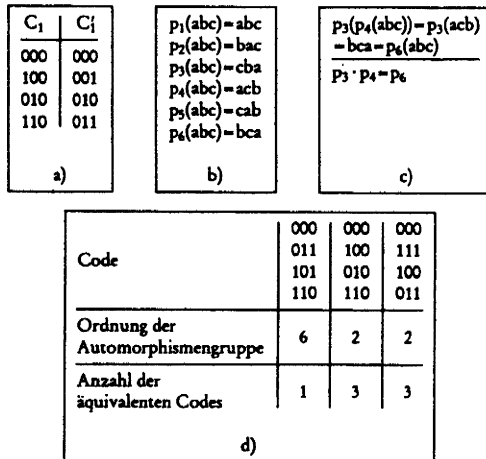 C₁ C₁′
000 000
100 001
010 010
110 011
a)
p₁(abc)=abc
p₂(abc)=bac
p₃(abc)=cba
p₄(abc)=acb
p₅(abc)=cab
p₆(abc)=bca
b)
p₃(p₄(abc))=p₃(acb)
=bca=p₆(abc)
p₃·p₄=p₆
c)
Code
000 000 000
011 100 111
101 010 100
110 110 011
Ordnung der
Automorphismengruppe
6 2 2
Anzahl der
äquivalenten Codes
1 3 3
d)